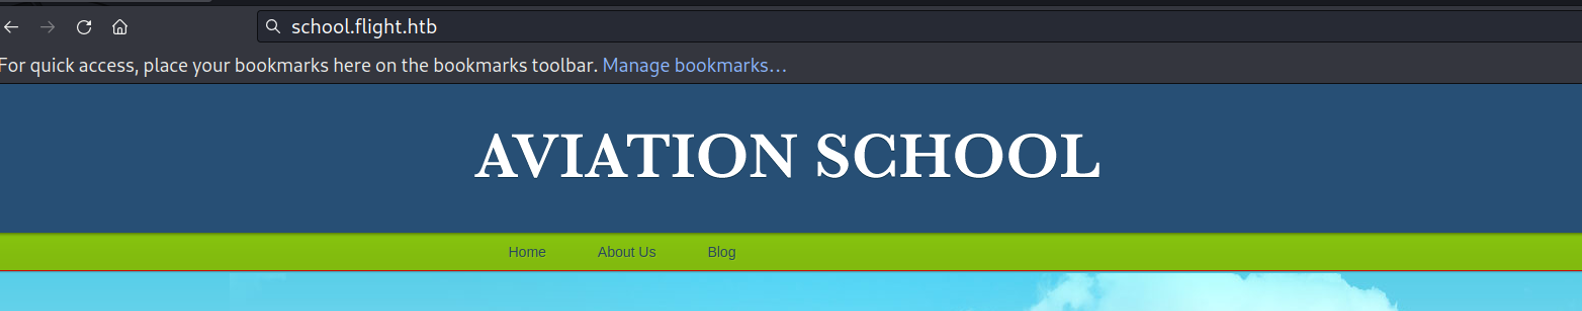 school.flight.htb
For quick access, place your bookmarks here on the bookmarks toolbar. Manage bookmarks…
AVIATION SCHOOL
Home About Us Blog